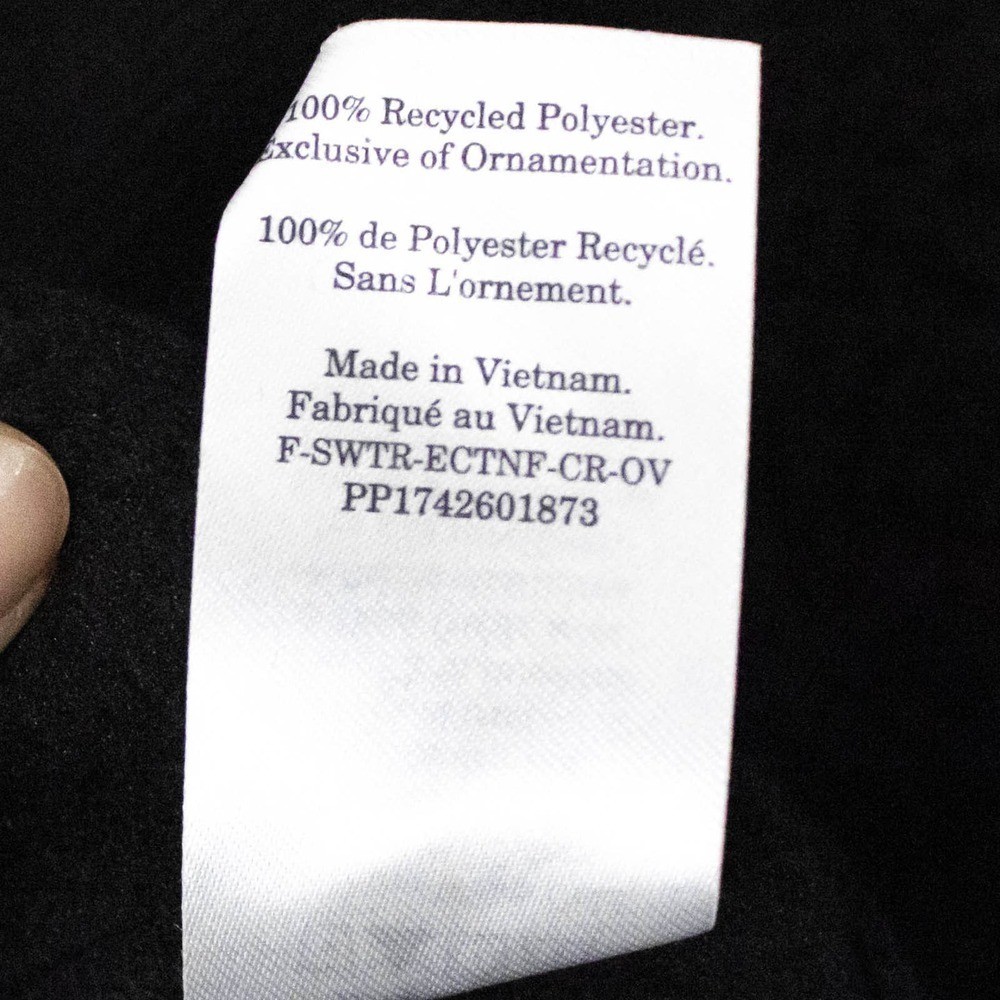 100% Recycled Polyester.
Exclusive of Ornamentation.
100% de Polyester Recyclé.
Sans L'ornement.
Made in Vietnam.
Fabriqué au Vietnam.
F-SWTR-ECTNF-CR-OV
PP1742601873